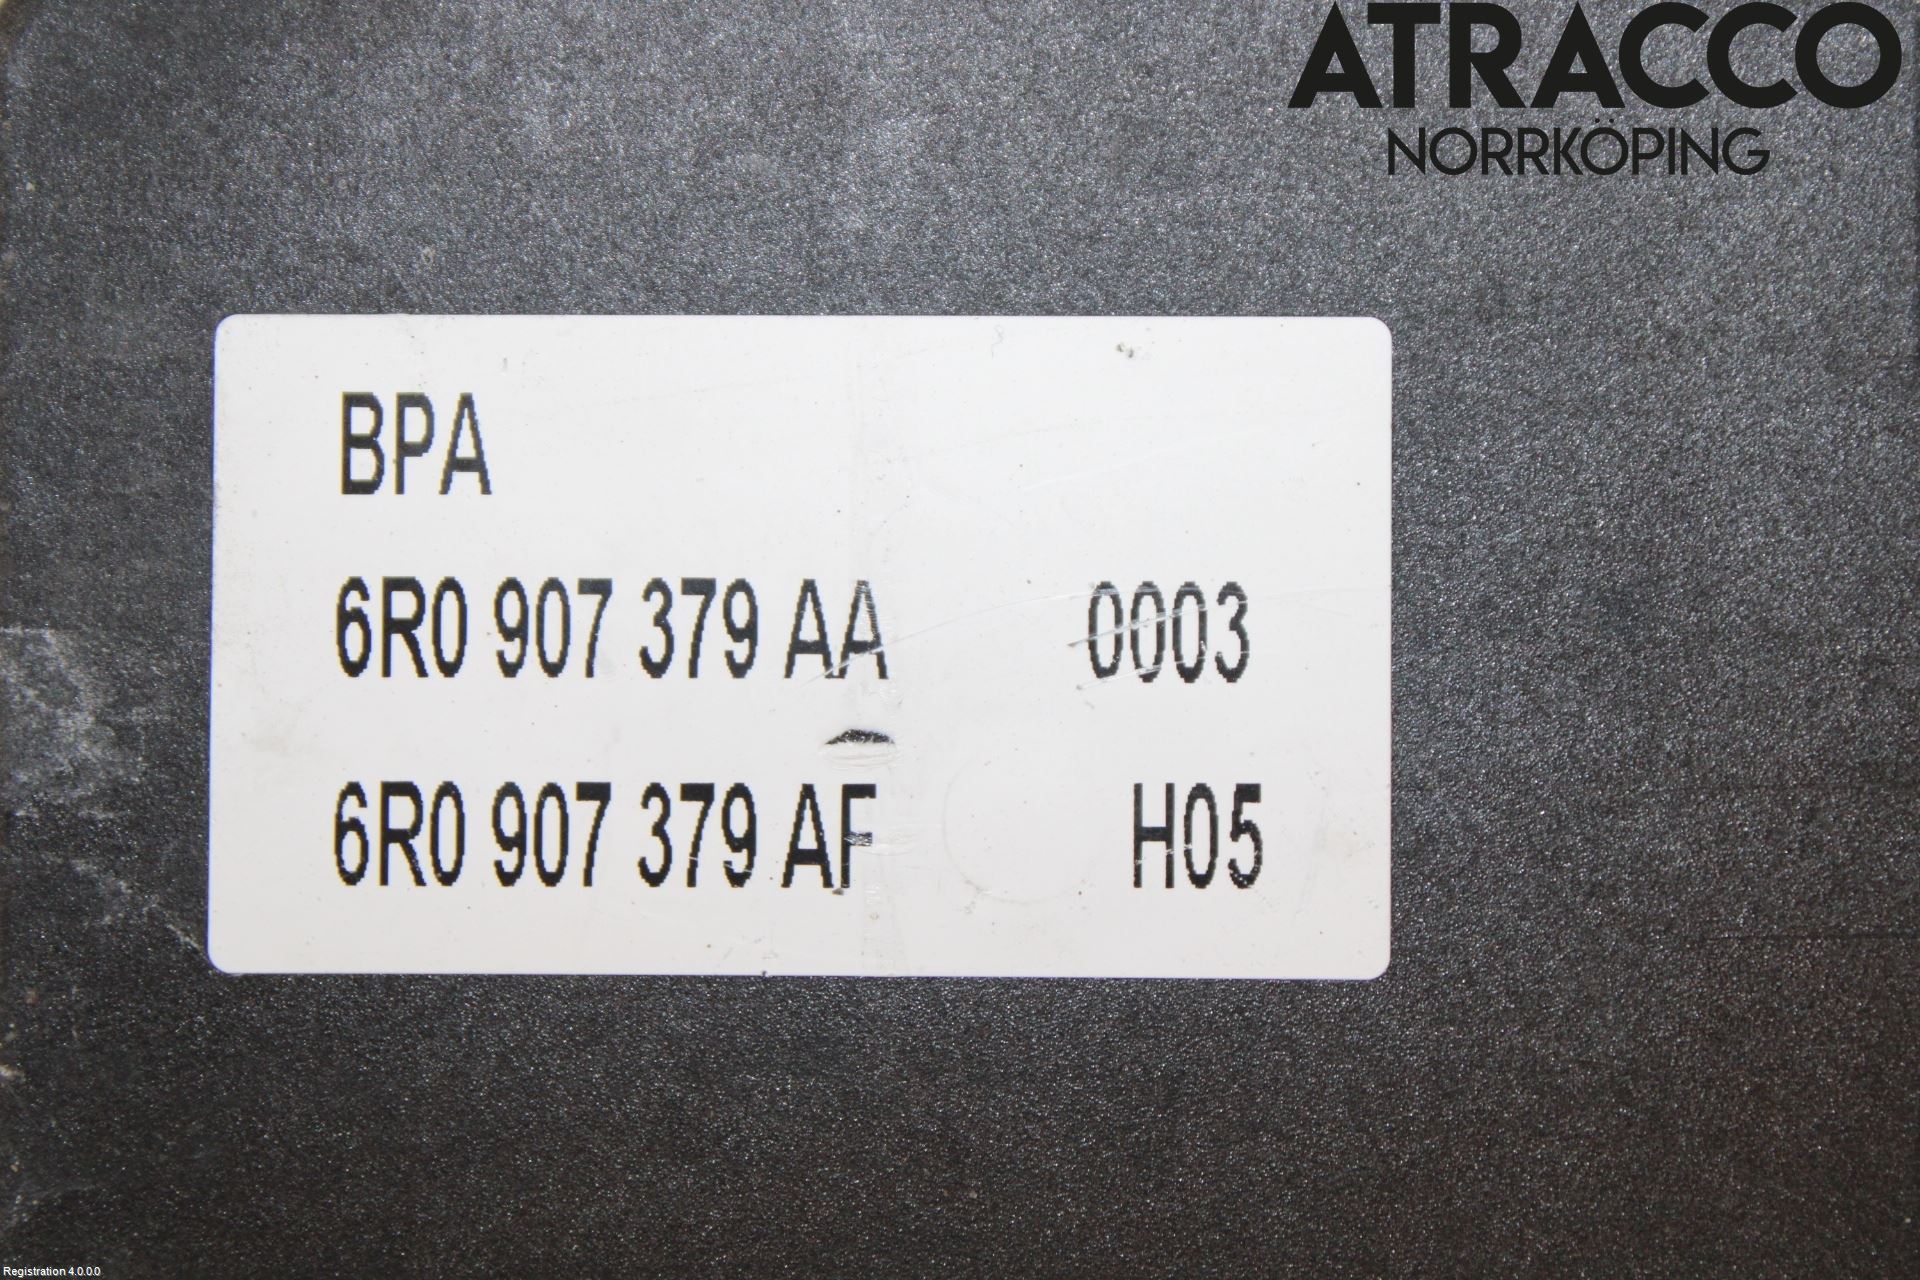 ATRACCO
NORRKÖPING
BPA
6R0 907 379 AA 0003
6R0 907 379 AF H05
Registration 4.0.0.0